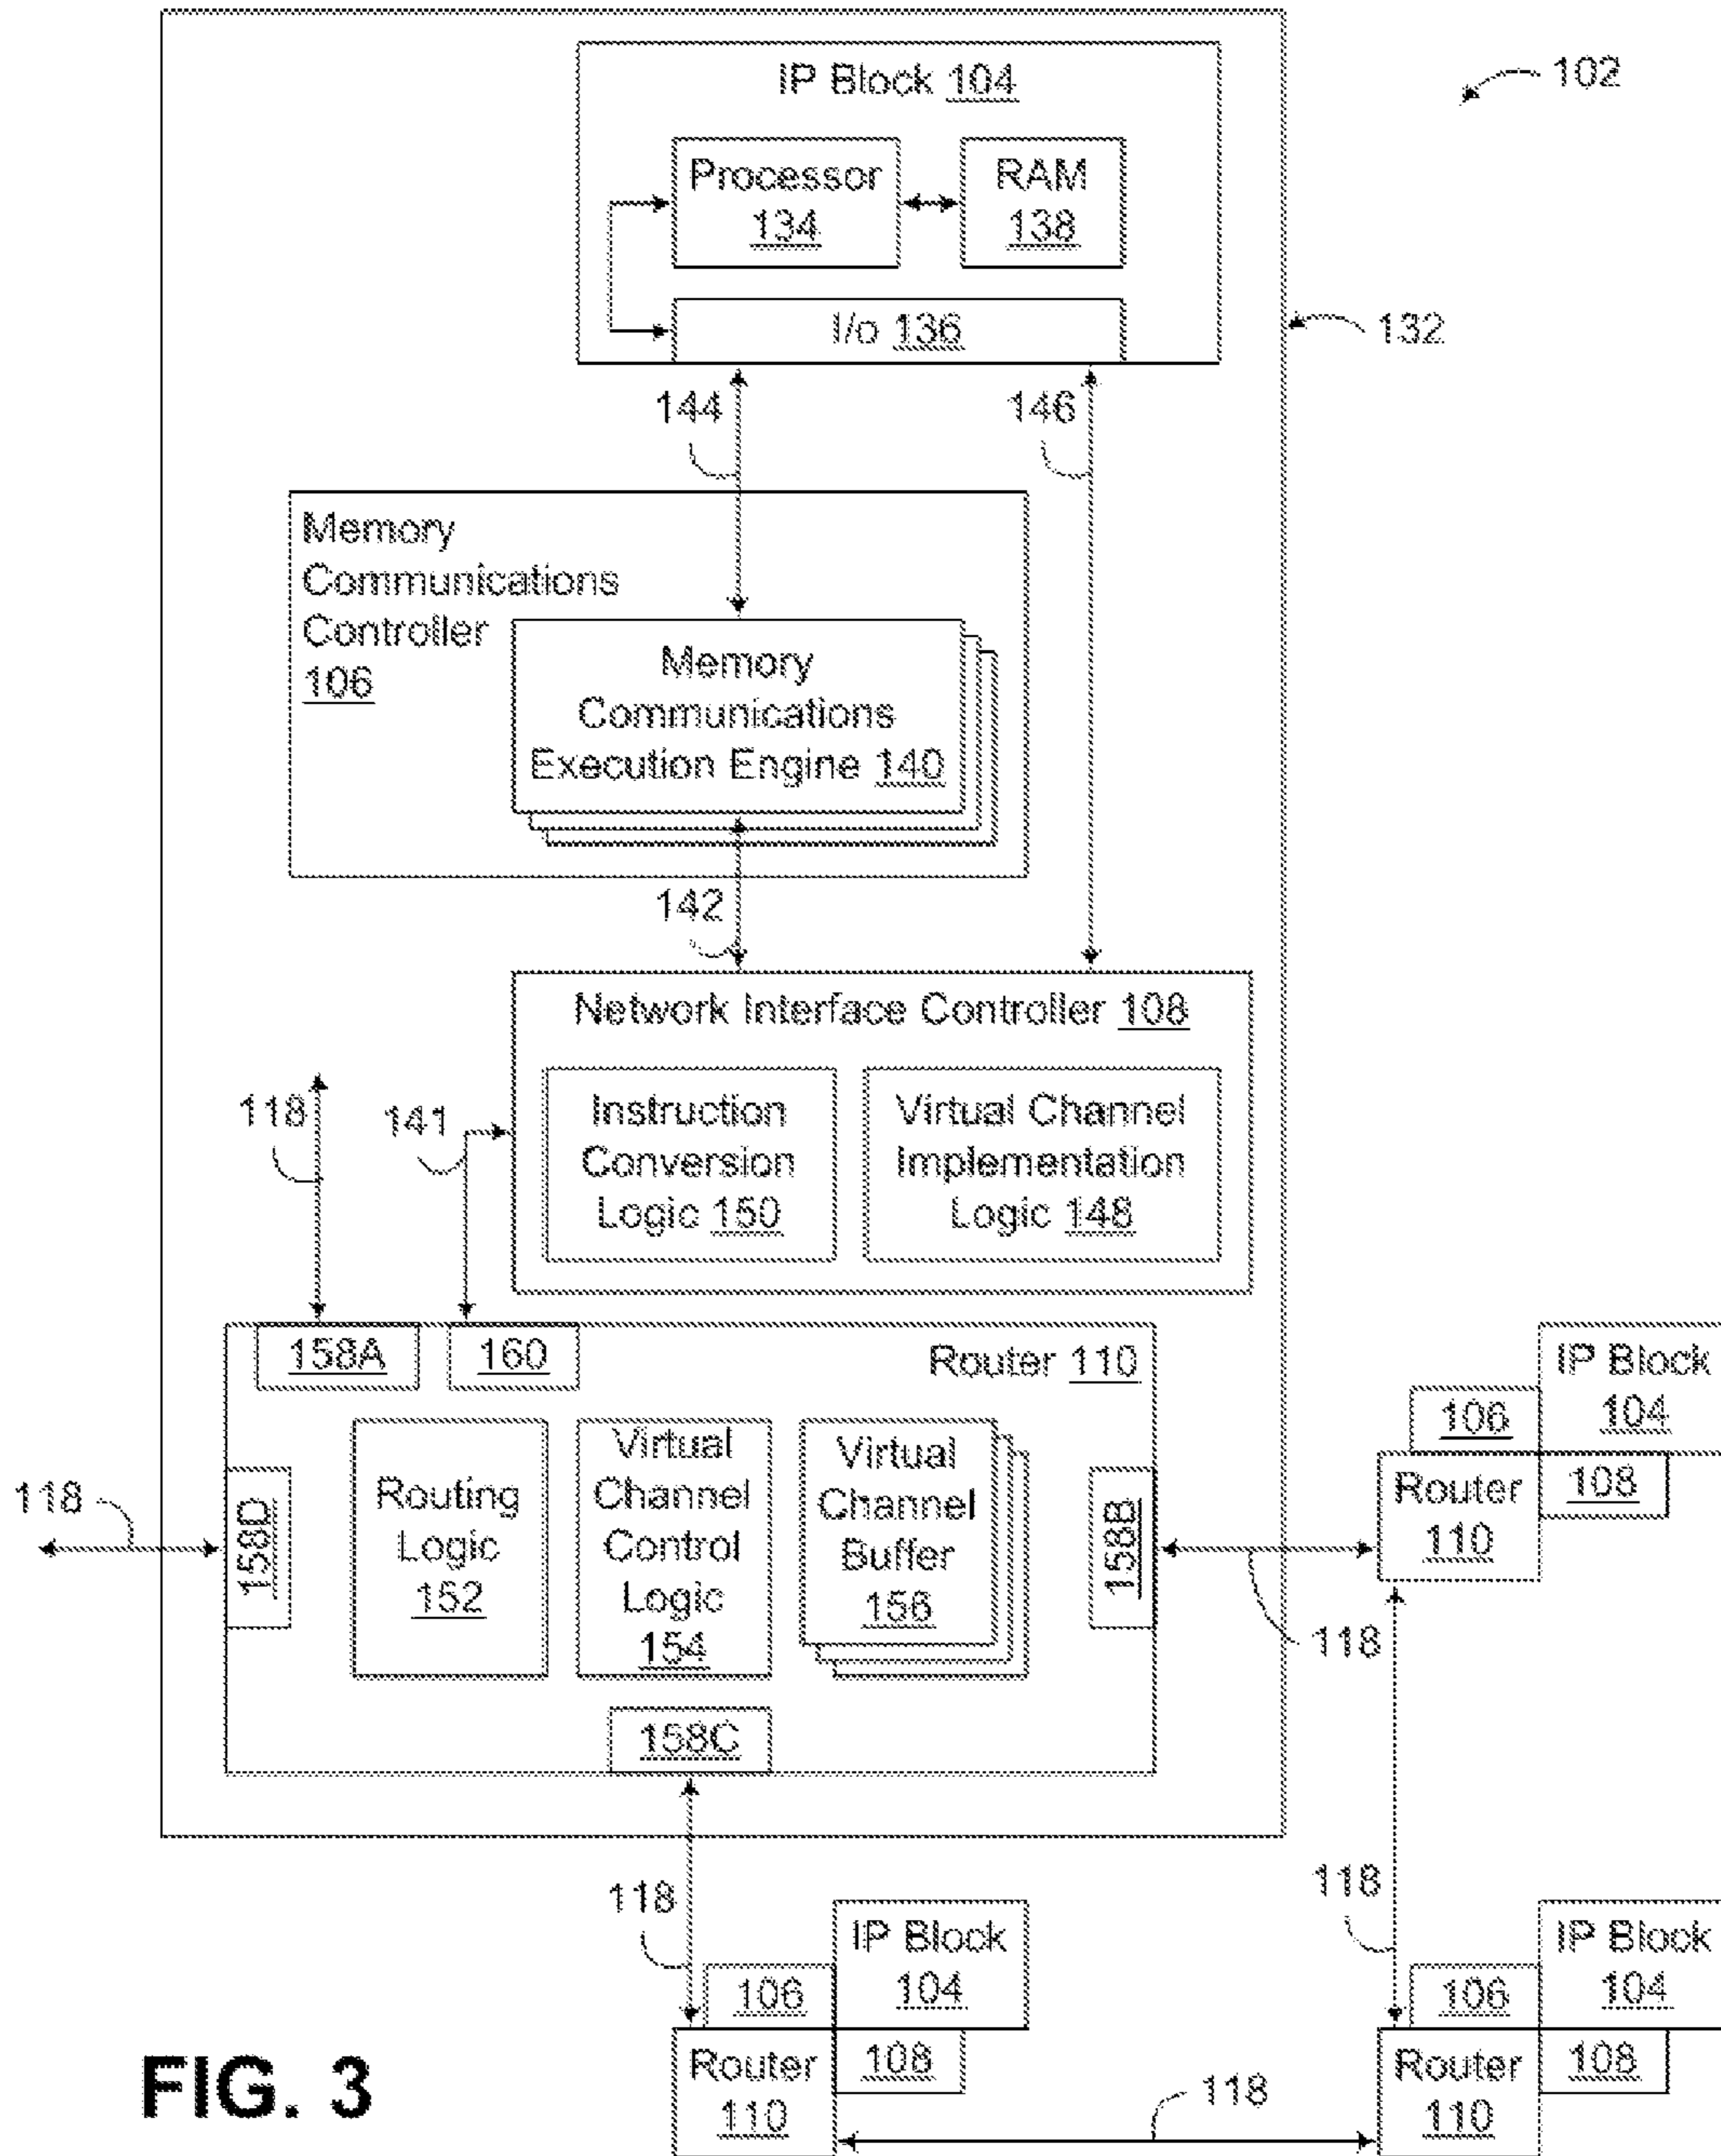 IP Block 104
102
Processor
134
RAM
138
I/o 136
132
144
146
Memory
Communications
Controller
106
Memory
Communications
Execution Engine 140
142
Network Interface Controller 108
118
141
Instruction
Conversion
Logic 150
Virtual Channel
Implementation
Logic 148
158A
160
Router 110
IP Block
104
106
108
Router
110
118
158D
Routing
Logic
152
Virtual
Channel
Control
Logic
154
Virtual
Channel
Buffer
156
158B
118
158C
118
118
IP Block
104
106
108
Router
110
IP Block
104
106
108
Router
110
118
FIG. 3